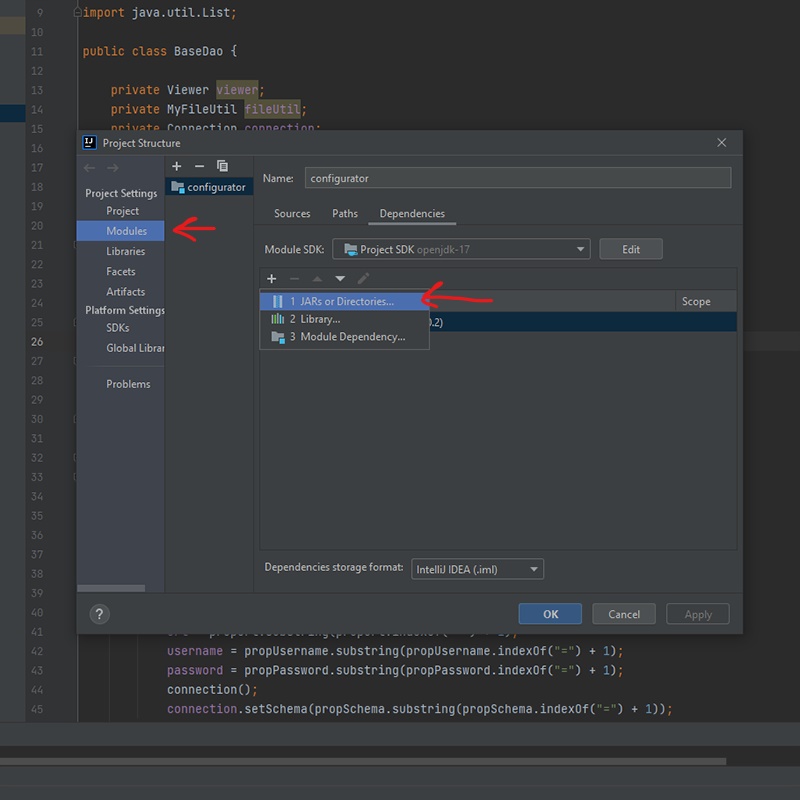 9 import java.util.List;
10
11 public class BaseDao {
12
13 private Viewer viewer;
14 private MyFileUtil fileUtil;
15 private Connection connection;
16
Project Structure
17
18
19
20
21
22
23
24
25
26
27
28
29
30
31
32
33
34
35
36
37
38
39
40
Project Settings
Project
Modules
Libraries
Facets
Artifacts
Platform Settings
SDKs
Global Librar
Problems
configurator
Name: configurator
Sources Paths Dependencies
Module SDK: Project SDK openjdk-17 Edit
Scope
1 JARs or Directories...
2 Library...
3 Module Dependency...
0.2)
Dependencies storage format: IntelliJ IDEA (.iml)
? OK Cancel Apply
41
42 username = propUsername.substring(propUsername.indexOf("=") + 1);
43 password = propPassword.substring(propPassword.indexOf("=") + 1);
44 connection();
45 connection.setSchema(propSchema.substring(propSchema.indexOf("=") + 1));